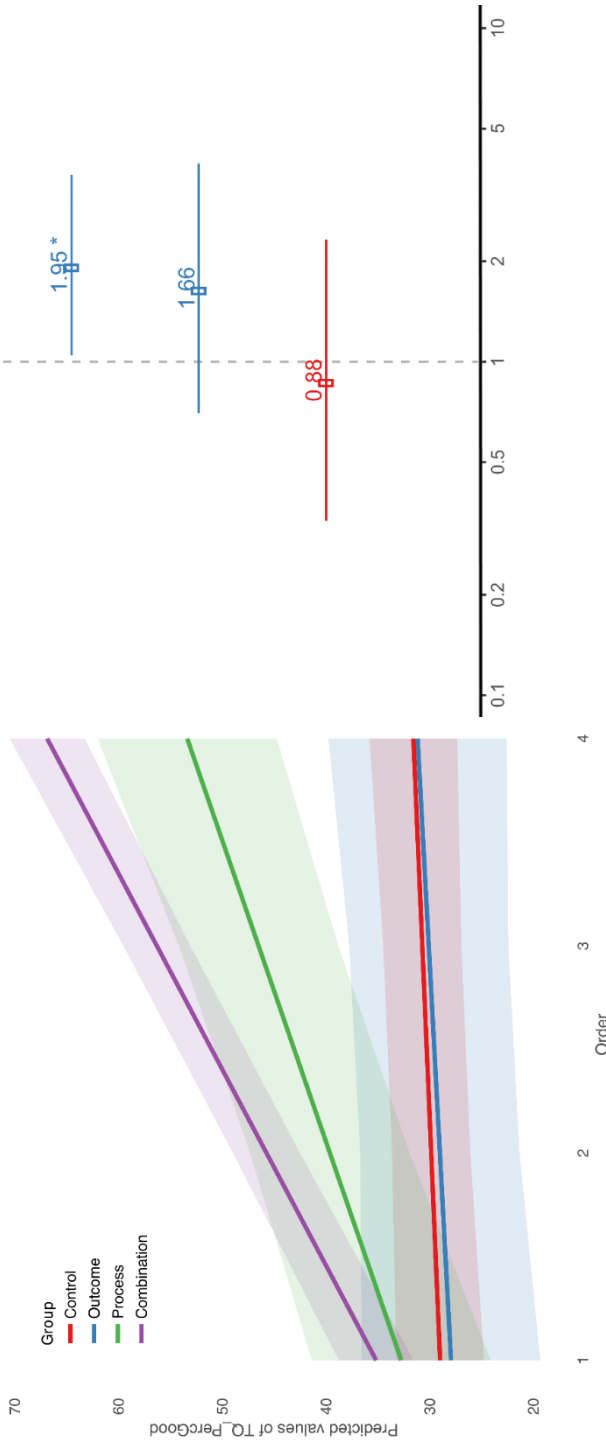 70
60
50
40
30
20
Predicted values of TQ_PercGood
Group
Control
Outcome
Process
Combination
1
2
3
4
Order
1.95 *
1.66
0.88
0.1
0.2
0.5
1
2
5
10